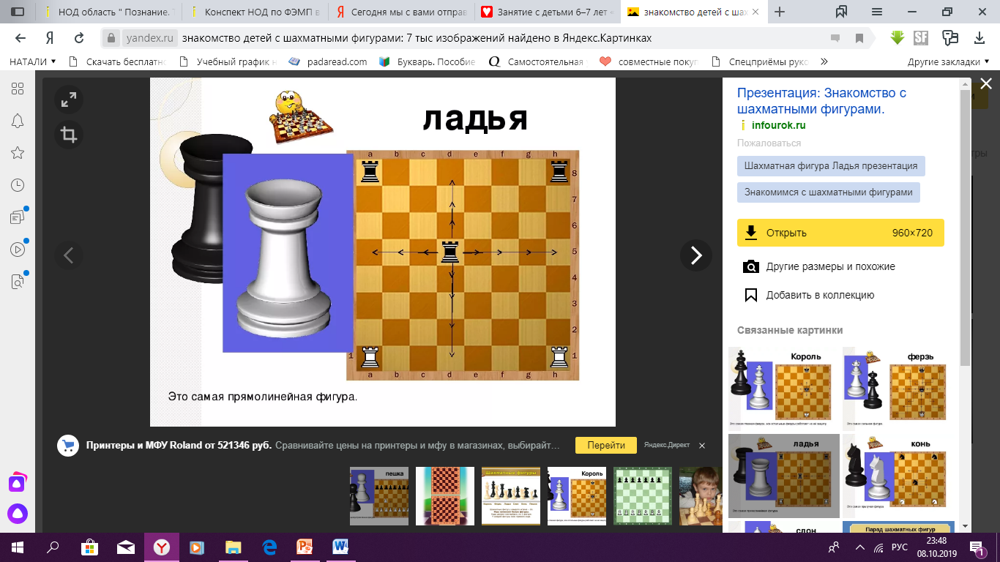 НОД область " Познание. Т
Конспект НОД по ФЭМП в
Сегодня мы с вами отправ
Занятие с детьми 6–7 лет «
знакомство детей с шах
yandex.ru
знакомство детей с шахматными фигурами: 7 тыс изображений найдено в Яндекс.Картинках
НАТАЛИ
Скачать бесплатн
Учебный график н
padaread.com
Букварь. Пособие
Самостоятельная
совместные покуп
Спецприёмы рукс
Другие закладки
ладья
a b c d e f g h
8
7
6
5
4
3
2
1 1
a b c d e f g h
Это самая прямолинейная фигура.
Презентация: Знакомство с
шахматными фигурами.
infourok.ru
Пожаловаться
Шахматная фигура Ладья презентация
Знакомимся с шахматными фигурами
Открыть 960×720
Другие размеры и похожие
Добавить в коллекцию
Связанные картинки
Король
ферзь
ладья
конь
слон
Парад шахматных фигур
Принтеры и МФУ Roland от 521346 руб. Сравнивайте цены на принтеры и мфу в магазинах, выбирайт…
Перейти
Яндекс.Директ
пешка
Шахматные фигуры
Король
РУС
23:48
08.10.2019
1